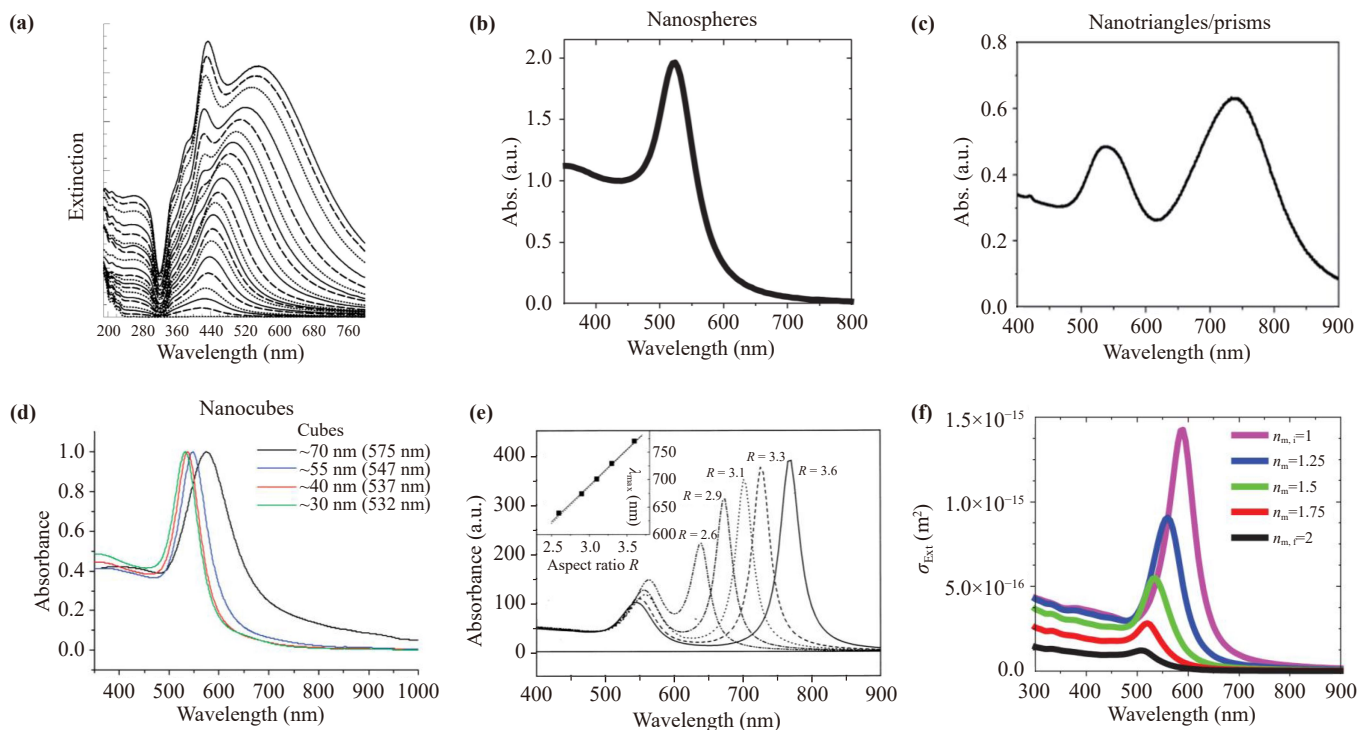 (a)
Extinction
200 280 360 440 500 600 680 760
Wavelength (nm)
(b)
Nanospheres
Abs. (a.u.)
2.0
1.5
1.0
0.5
0.0
400 500 600 700 800
Wavelength (nm)
(c)
Nanotriangles/prisms
Abs. (a.u.)
0.8
0.6
0.4
0.2
0.0
400 500 600 700 800 900
Wavelength (nm)
(d)
Nanocubes
Cubes
~70 nm (575 nm)
~55 nm (547 nm)
~40 nm (537 nm)
~30 nm (532 nm)
Absorbance
1.0
0.8
0.6
0.4
0.2
0.0
400 500 600 700 800 900 1000
Wavelength (nm)
(e)
Absorbance (a.u.)
400
300
200
100
0
750
700
650
600
λmax (nm)
2.5 3.0 3.5
Aspect ratio R
R = 2.6
R = 2.9
R = 3.1
R = 3.3
R = 3.6
400 500 600 700 800 900
Wavelength (nm)
(f)
σExt (m²)
1.5×10⁻¹⁵
1.0×10⁻¹⁵
5.0×10⁻¹⁶
0.0
nm, i=1
nm=1.25
nm=1.5
nm=1.75
nm, f=2
300 400 500 600 700 800 900
Wavelength (nm)